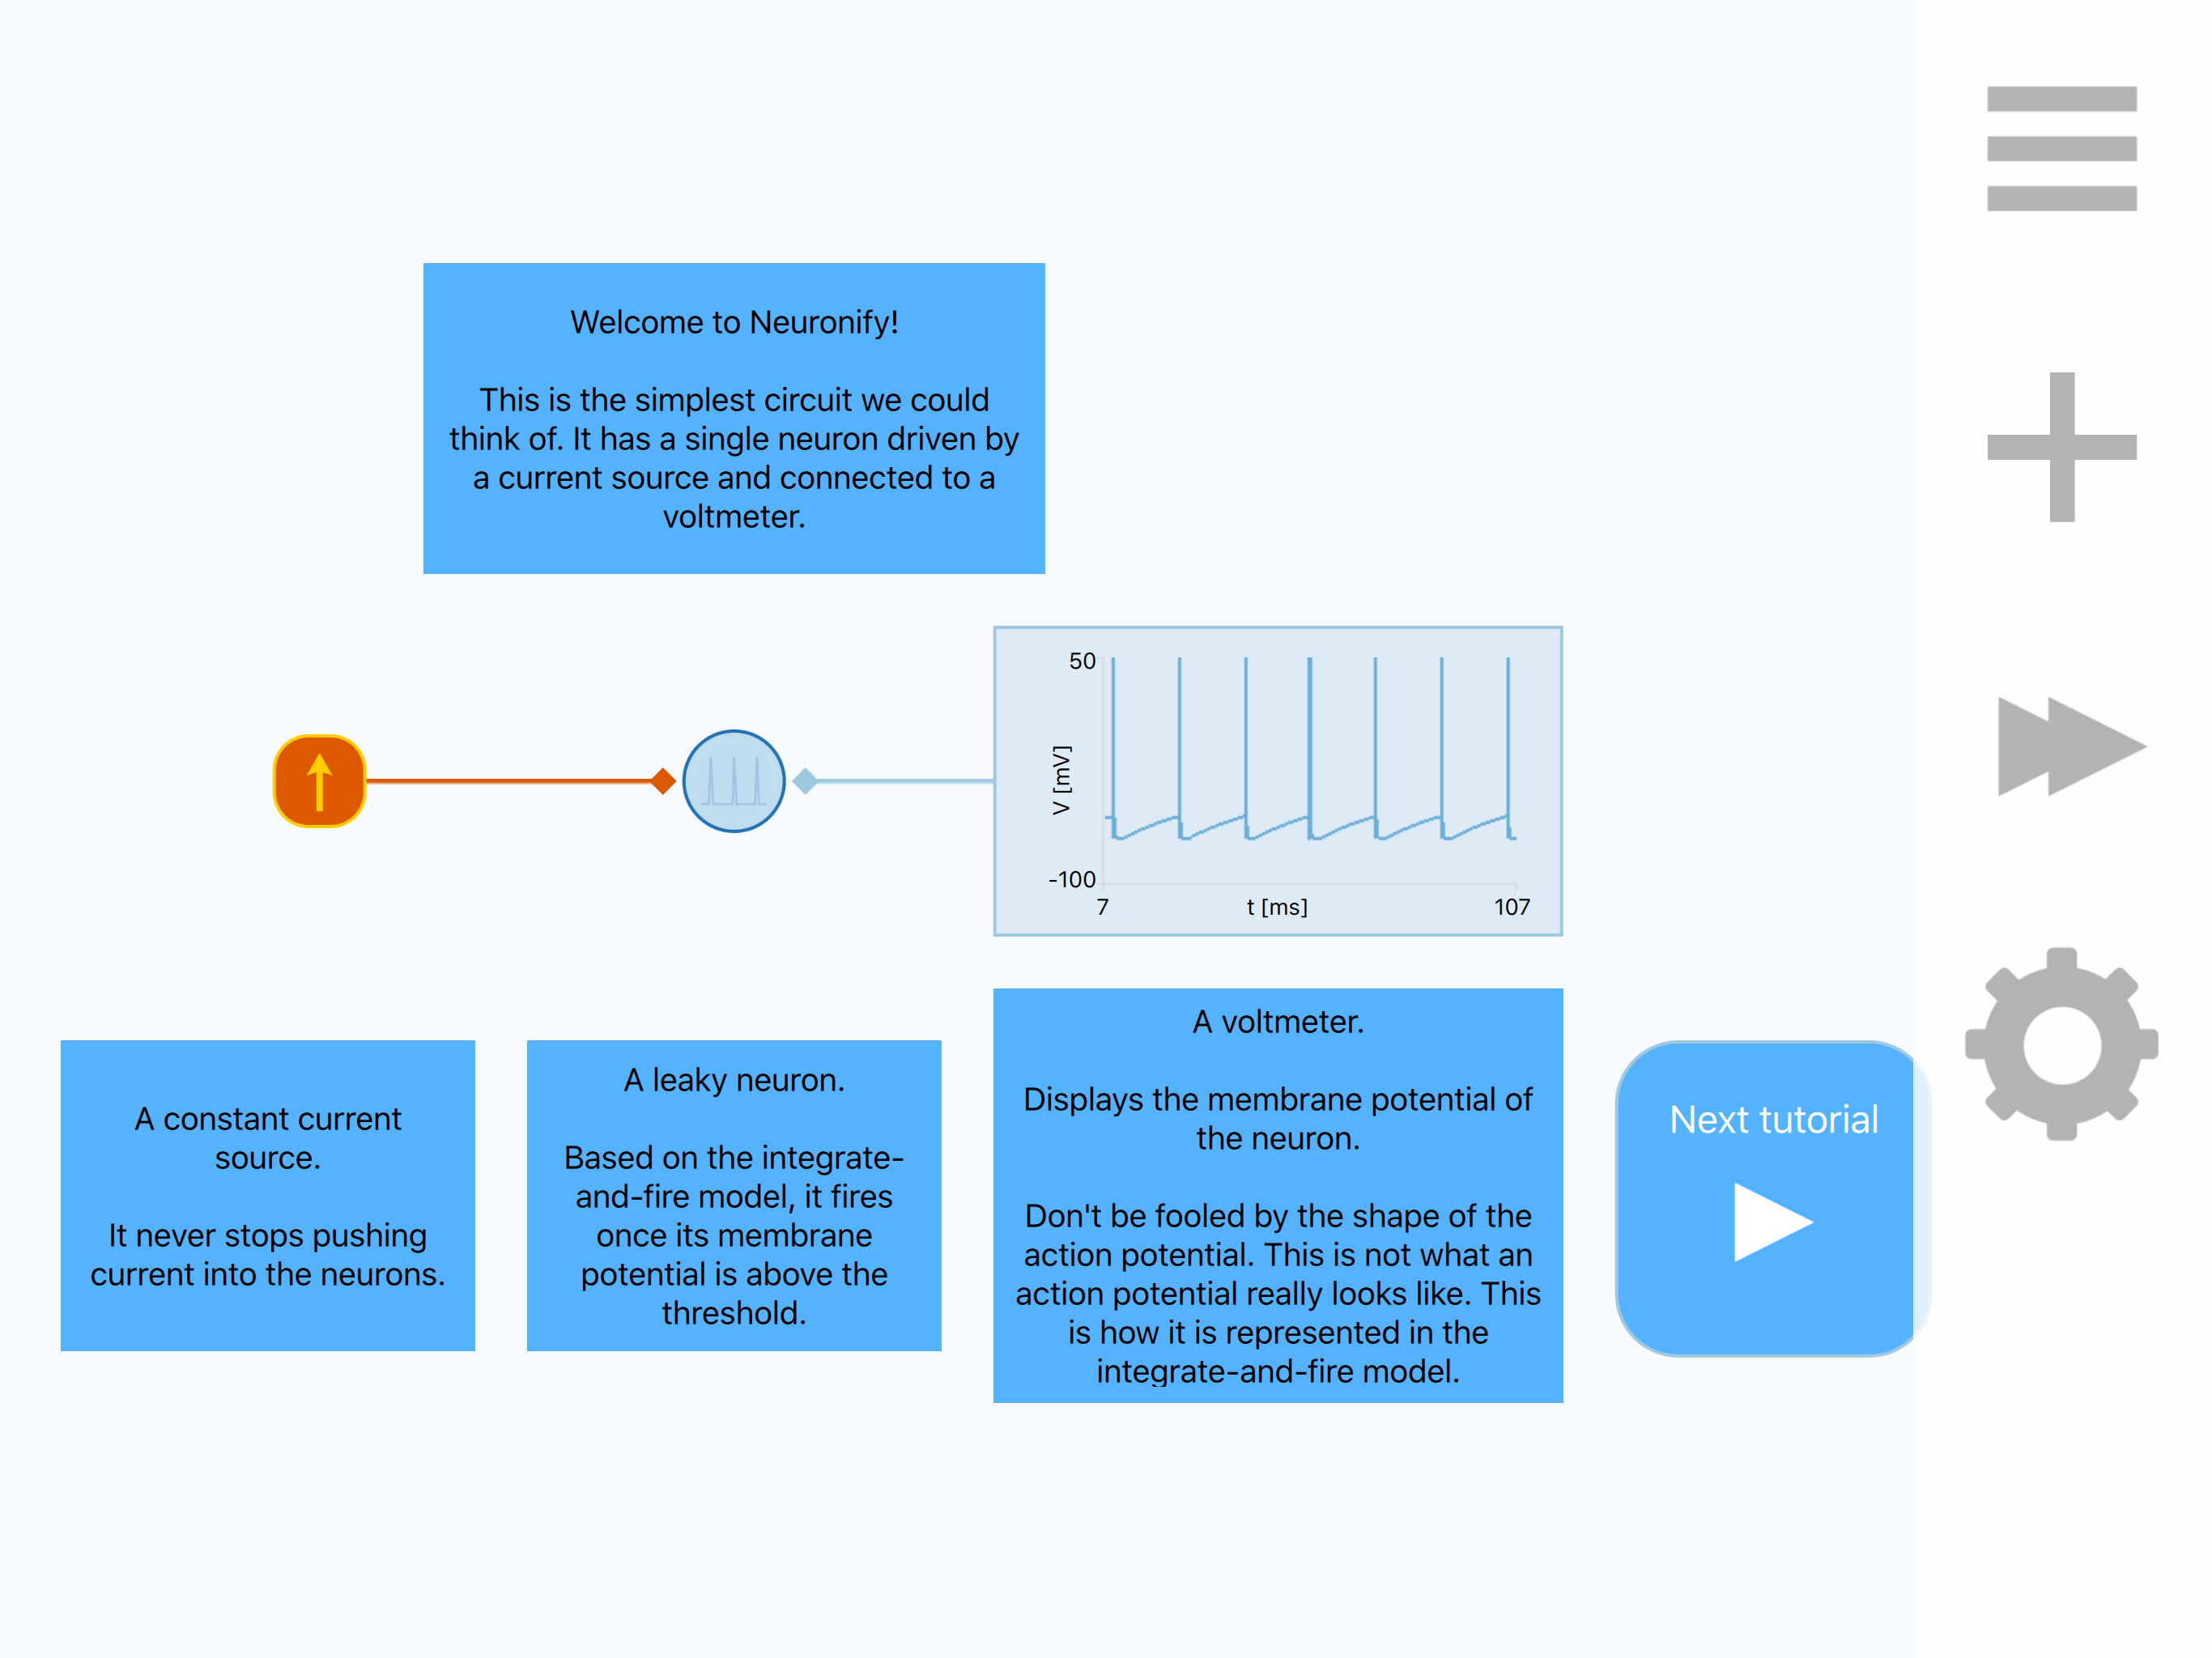 Welcome to Neuronify!
This is the simplest circuit we could
think of. It has a single neuron driven by
a current source and connected to a
voltmeter.
50
V [mV]
-100
7
t [ms]
107
A constant current
source.
It never stops pushing
current into the neurons.
A leaky neuron.
Based on the integrate-
and-fire model, it fires
once its membrane
potential is above the
threshold.
A voltmeter.
Displays the membrane potential of
the neuron.
Don't be fooled by the shape of the
action potential. This is not what an
action potential really looks like. This
is how it is represented in the
integrate-and-fire model.
Next tutorial